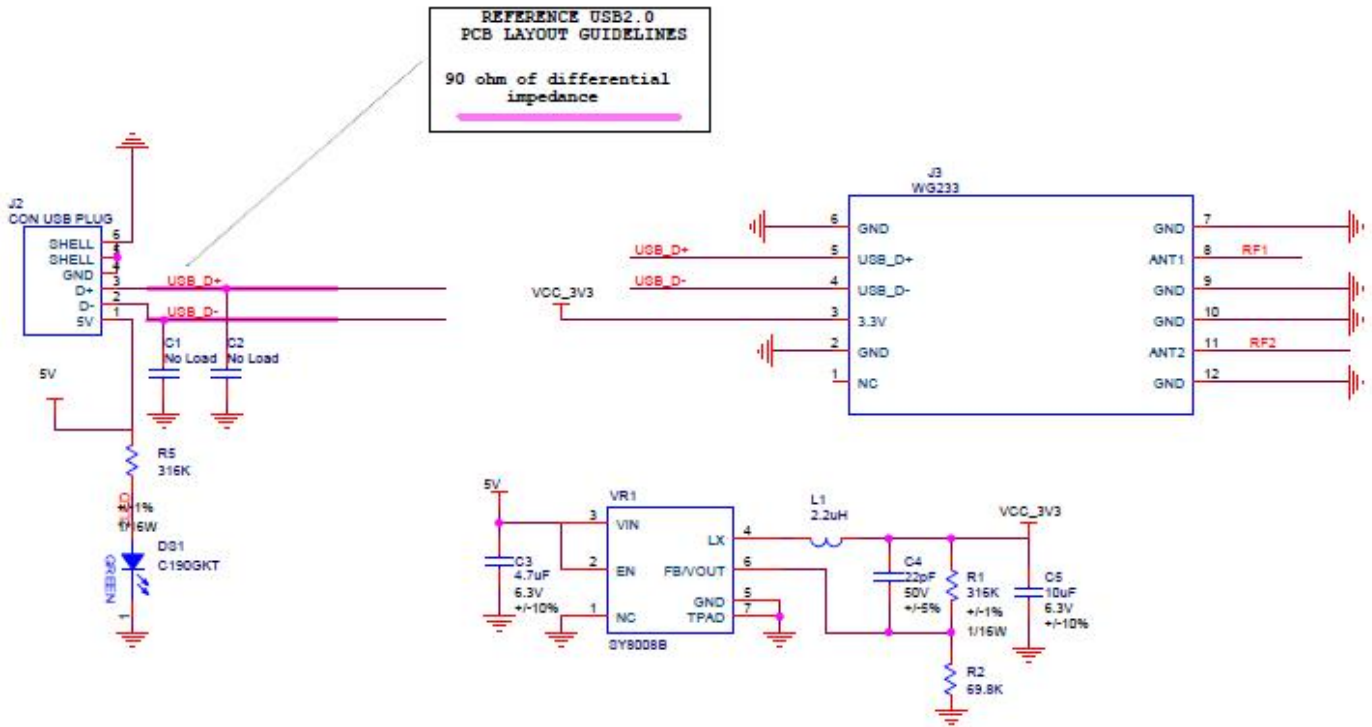 REFERENCE USB2.0
PCB LAYOUT GUIDELINES
90 ohm of differential
impedance
J2
CON USB PLUG
SHELL
6
SHELL
5
GND
4
D+
3
D-
2
5V
1
USB_D+
USB_D-
C1
No Load
C2
No Load
5V
R5
316K
+/-1%
1/16W
DS1
C190GKT
GREEN
1
J3
WG233
6
GND
5
USB_D+
4
USB_D-
3
3.3V
2
GND
1
NC
GND
7
ANT1
8
GND
9
GND
10
ANT2
11
GND
12
USB_D+
USB_D-
VCC_3V3
RF1
RF2
5V
C3
4.7uF
6.3V
+/-10%
VR1
3
VIN
2
EN
1
NC
LX
4
FB/VOUT
6
GND
5
TPAD
7
SY8008B
L1
2.2uH
VCC_3V3
C4
22pF
50V
+/-5%
R1
316K
+/-1%
1/16W
C5
10uF
6.3V
+/-10%
R2
69.8K